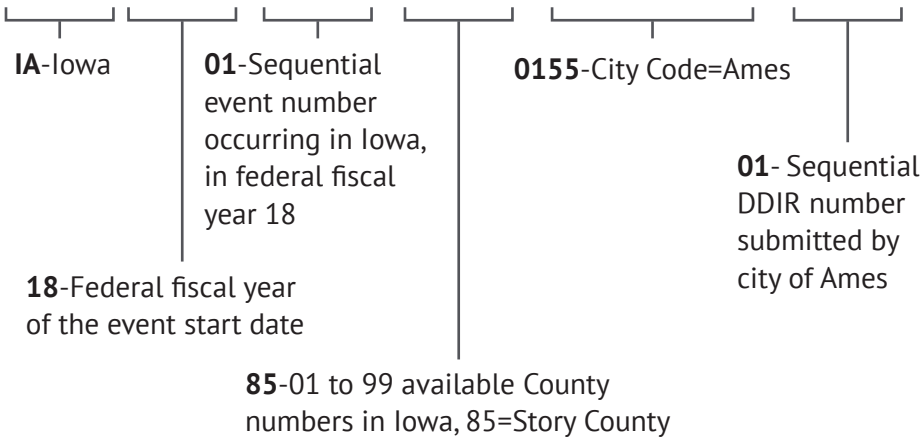 IA-Iowa
18-Federal fiscal year
of the event start date
01-Sequential
event number
occurring in Iowa,
in federal fiscal
year 18
85-01 to 99 available County
numbers in Iowa, 85=Story County
0155-City Code=Ames
01- Sequential
DDIR number
submitted by
city of Ames